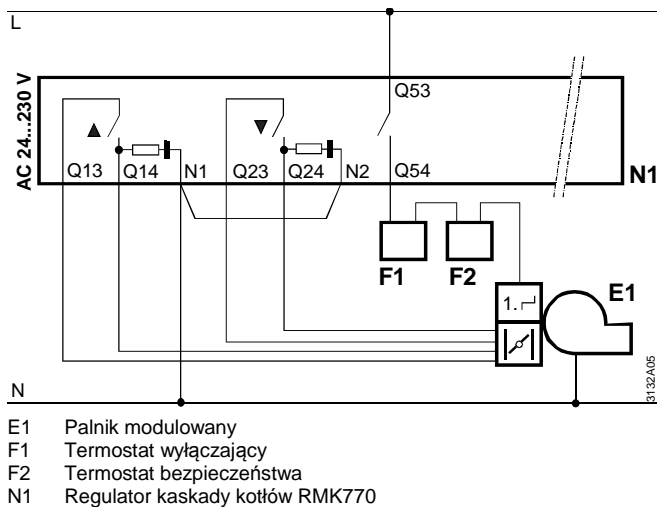 L
AC 24...230 V
Q53
Q13 Q14 N1 Q23 Q24 N2 Q54
N1
F1 F2
1.
E1
3132A05
N
E1 Palnik modulowany
F1 Termostat wyłączający
F2 Termostat bezpieczeństwa
N1 Regulator kaskady kotłów RMK770